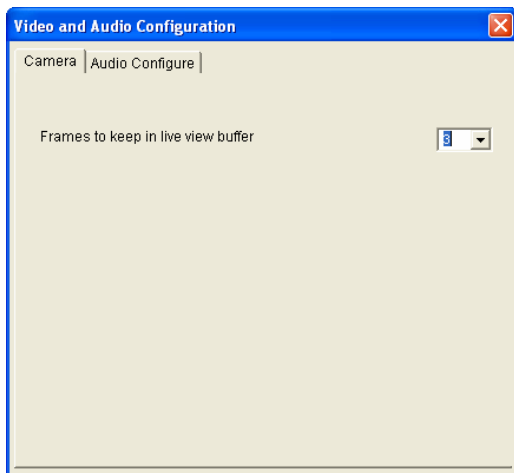 Video and Audio Configuration
Camera
Audio Configure
Frames to keep in live view buffer
3